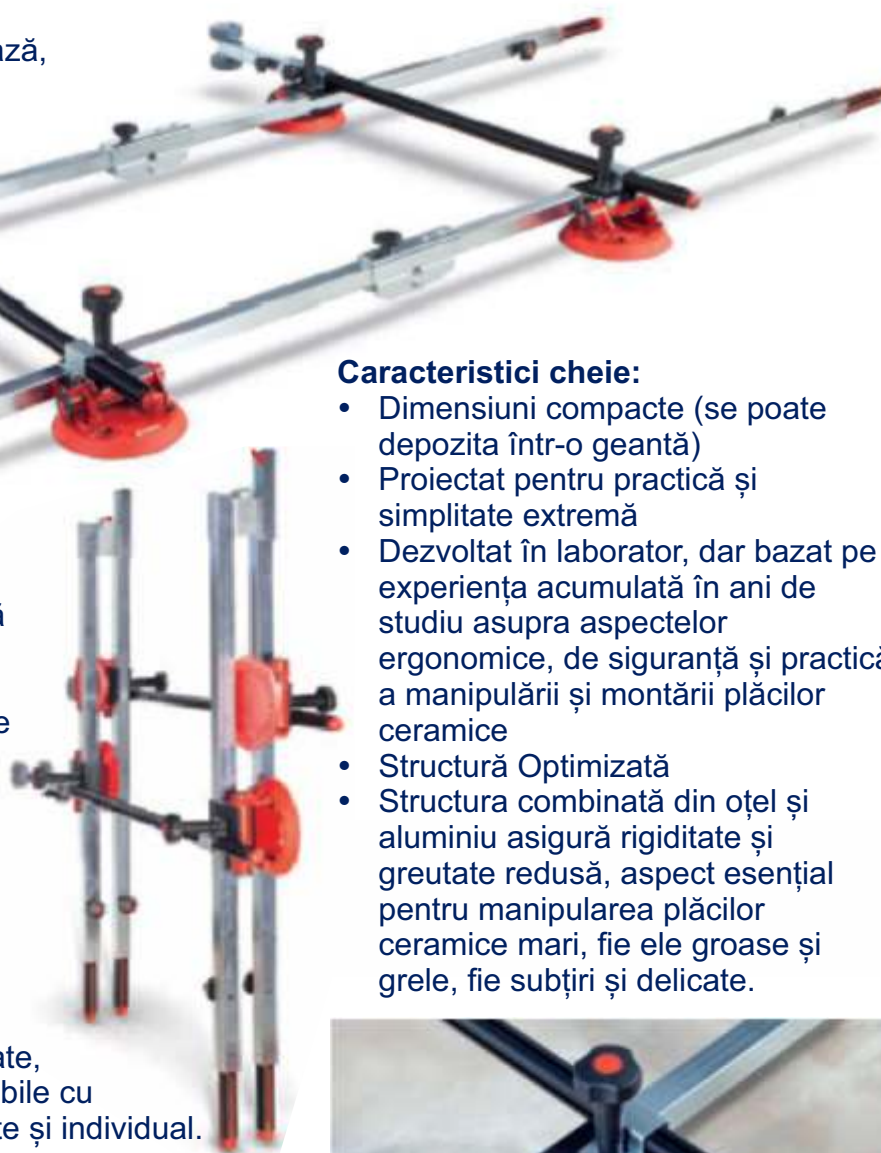 ază,
Caracteristici cheie:
• Dimensiuni compacte (se poate
depozita într-o geantă)
• Proiectat pentru practică și
simplitate extremă
• Dezvoltat în laborator, dar bazat pe
experiența acumulată în ani de
studiu asupra aspectelor
ergonomice, de siguranță și practică
a manipulării și montării plăcilor
ceramice
• Structură Optimizată
• Structura combinată din oțel și
aluminiu asigură rigiditate și
greutate redusă, aspect esențial
pentru manipularea plăcilor
ceramice mari, fie ele groase și
grele, fie subțiri și delicate.
ă
e
ate,
bile cu
te și individual.